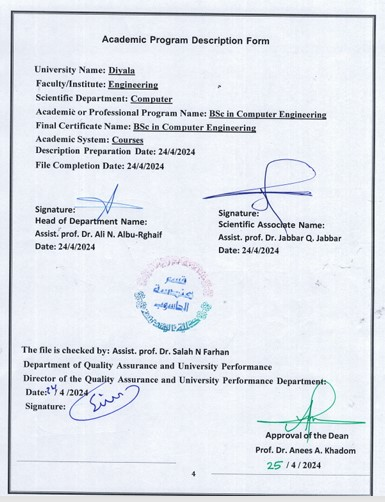 Academic Program Description Form
University Name: Diyala
Faculty/Institute: Engineering
Scientific Department: Computer
Academic or Professional Program Name: BSc in Computer Engineering
Final Certificate Name: BSc in Computer Engineering
Academic System: Courses
Description Preparation Date: 24/4/2024
File Completion Date: 24/4/2024
Signature:
Head of Department Name:
Assist. prof. Dr. Ali N. Albu-Rghaif
Date: 24/4/2024
Signature:
Scientific Associate Name:
Assist. prof. Dr. Jabbar Q. Jabbar
Date: 24/4/2024
قسم
هندسة
الحاسوب
The file is checked by: Assist. prof. Dr. Salah N Farhan
Department of Quality Assurance and University Performance
Director of the Quality Assurance and University Performance Department:
Date: 24 4 /2024
Signature:
Approval of the Dean
Prof. Dr. Anees A. Khadom
25 / 4 / 2024
4